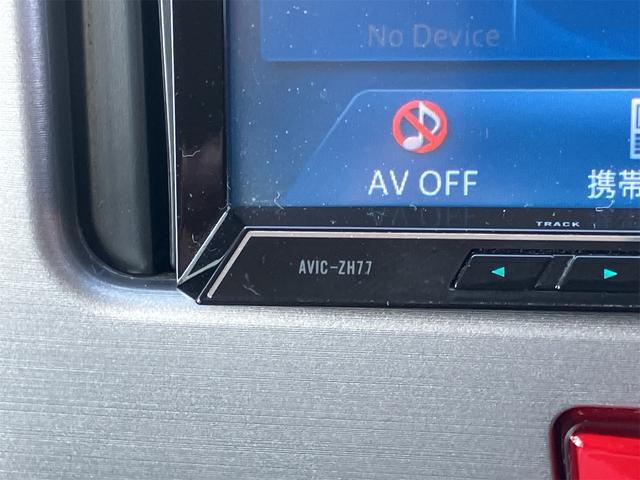 No Device
AV OFF
携帯
TRACK
AVIC-ZH77